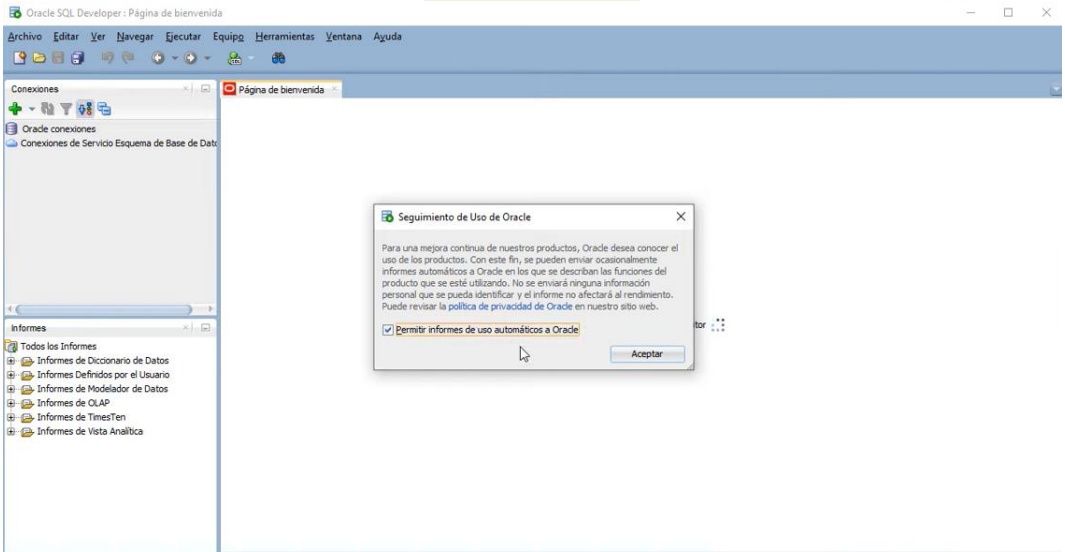 Oracle SQL Developer : Página de bienvenida
Archivo Editar Ver Navegar Ejecutar Equipo Herramientas Ventana Ayuda
Conexiones
Página de bienvenida
Oracle conexiones
Conexiones de Servicio Esquema de Base de Dato
Seguimiento de Uso de Oracle
Para una mejora continua de nuestros productos, Oracle desea conocer el
uso de los productos. Con este fin, se pueden enviar ocasionalmente
informes automáticos a Oracle en los que se describan las funciones del
producto que se esté utilizando. No se enviará ninguna información
personal que se pueda identificar y el informe no afectará al rendimiento.
Puede revisar la política de privacidad de Oracle en nuestro sitio web.
Permitir informes de uso automáticos a Oracle
tor
Aceptar
Informes
Todos los Informes
Informes de Diccionario de Datos
Informes Definidos por el Usuario
Informes de Modelador de Datos
Informes de OLAP
Informes de TimesTen
Informes de Vista Analítica